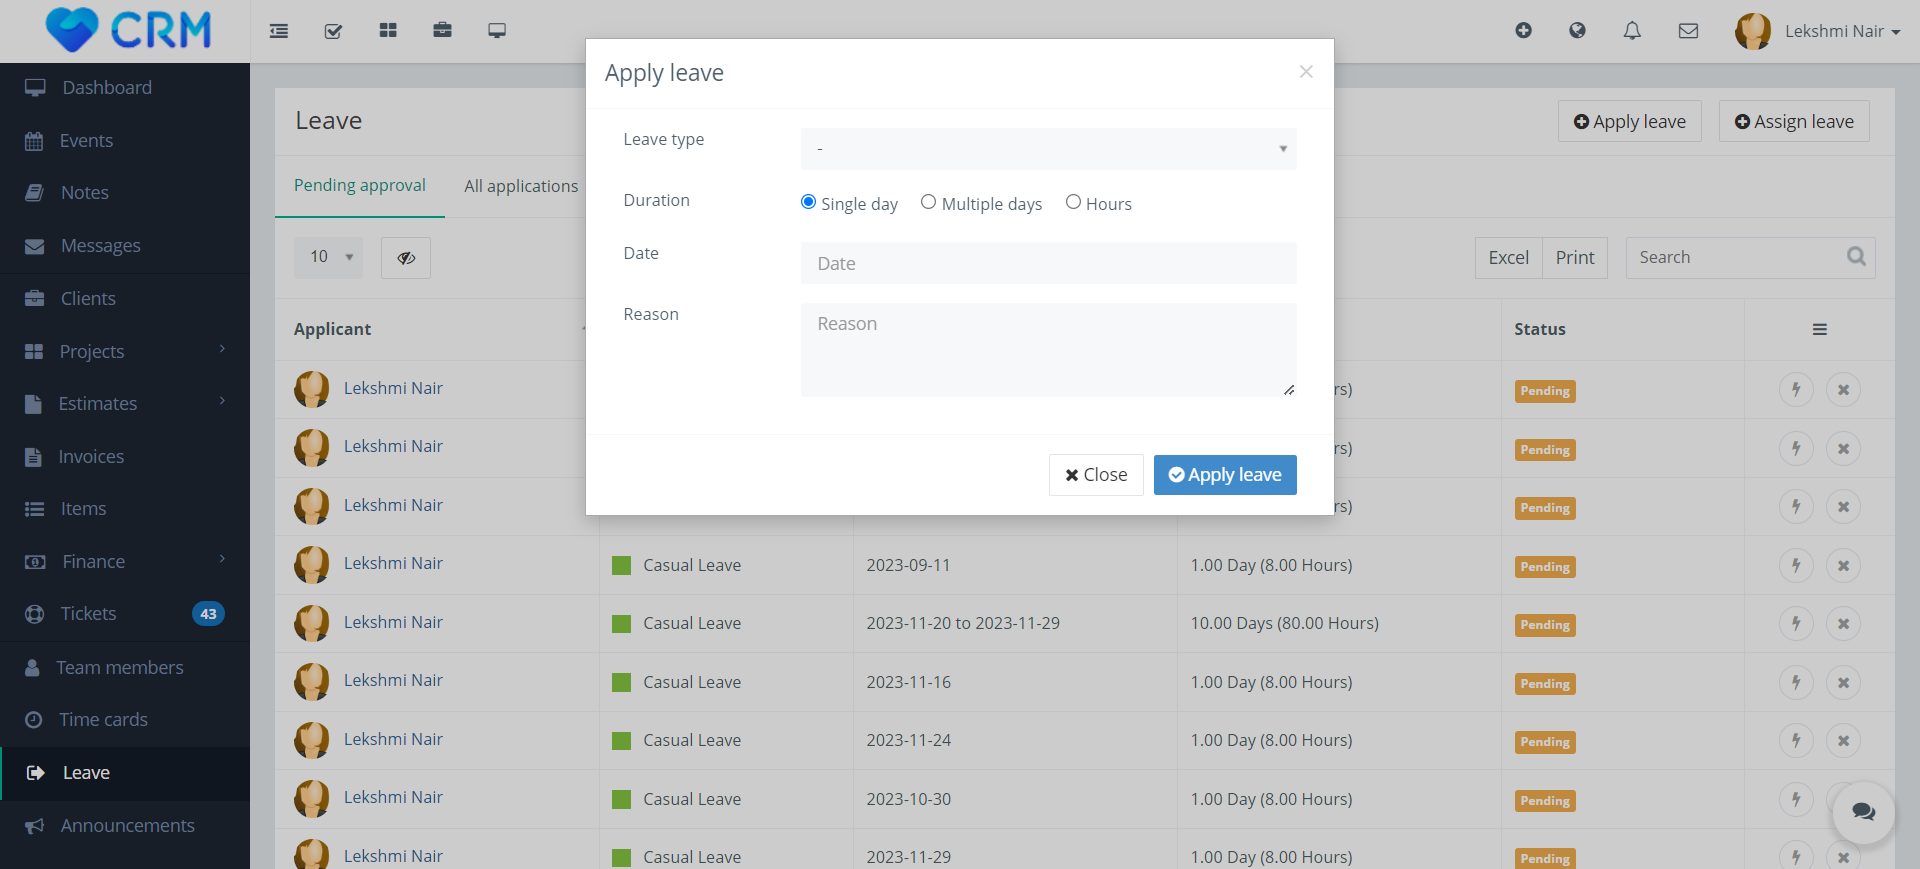 CRM
Lekshmi Nair
Dashboard
Events
Notes
Messages
Clients
Projects
Estimates
Invoices
Items
Finance
Tickets 43
Team members
Time cards
Leave
Announcements
Leave
Apply leave
Assign leave
Pending approval All applications
10
Excel Print Search
Applicant Status
Lekshmi Nair rs) Pending
Lekshmi Nair rs) Pending
Lekshmi Nair rs) Pending
Lekshmi Nair Casual Leave 2023-09-11 1.00 Day (8.00 Hours) Pending
Lekshmi Nair Casual Leave 2023-11-20 to 2023-11-29 10.00 Days (80.00 Hours) Pending
Lekshmi Nair Casual Leave 2023-11-16 1.00 Day (8.00 Hours) Pending
Lekshmi Nair Casual Leave 2023-11-24 1.00 Day (8.00 Hours) Pending
Lekshmi Nair Casual Leave 2023-10-30 1.00 Day (8.00 Hours) Pending
Lekshmi Nair Casual Leave 2023-11-29 1.00 Day (8.00 Hours) Pending
Apply leave
Leave type -
Duration Single day Multiple days Hours
Date Date
Reason Reason
Close Apply leave